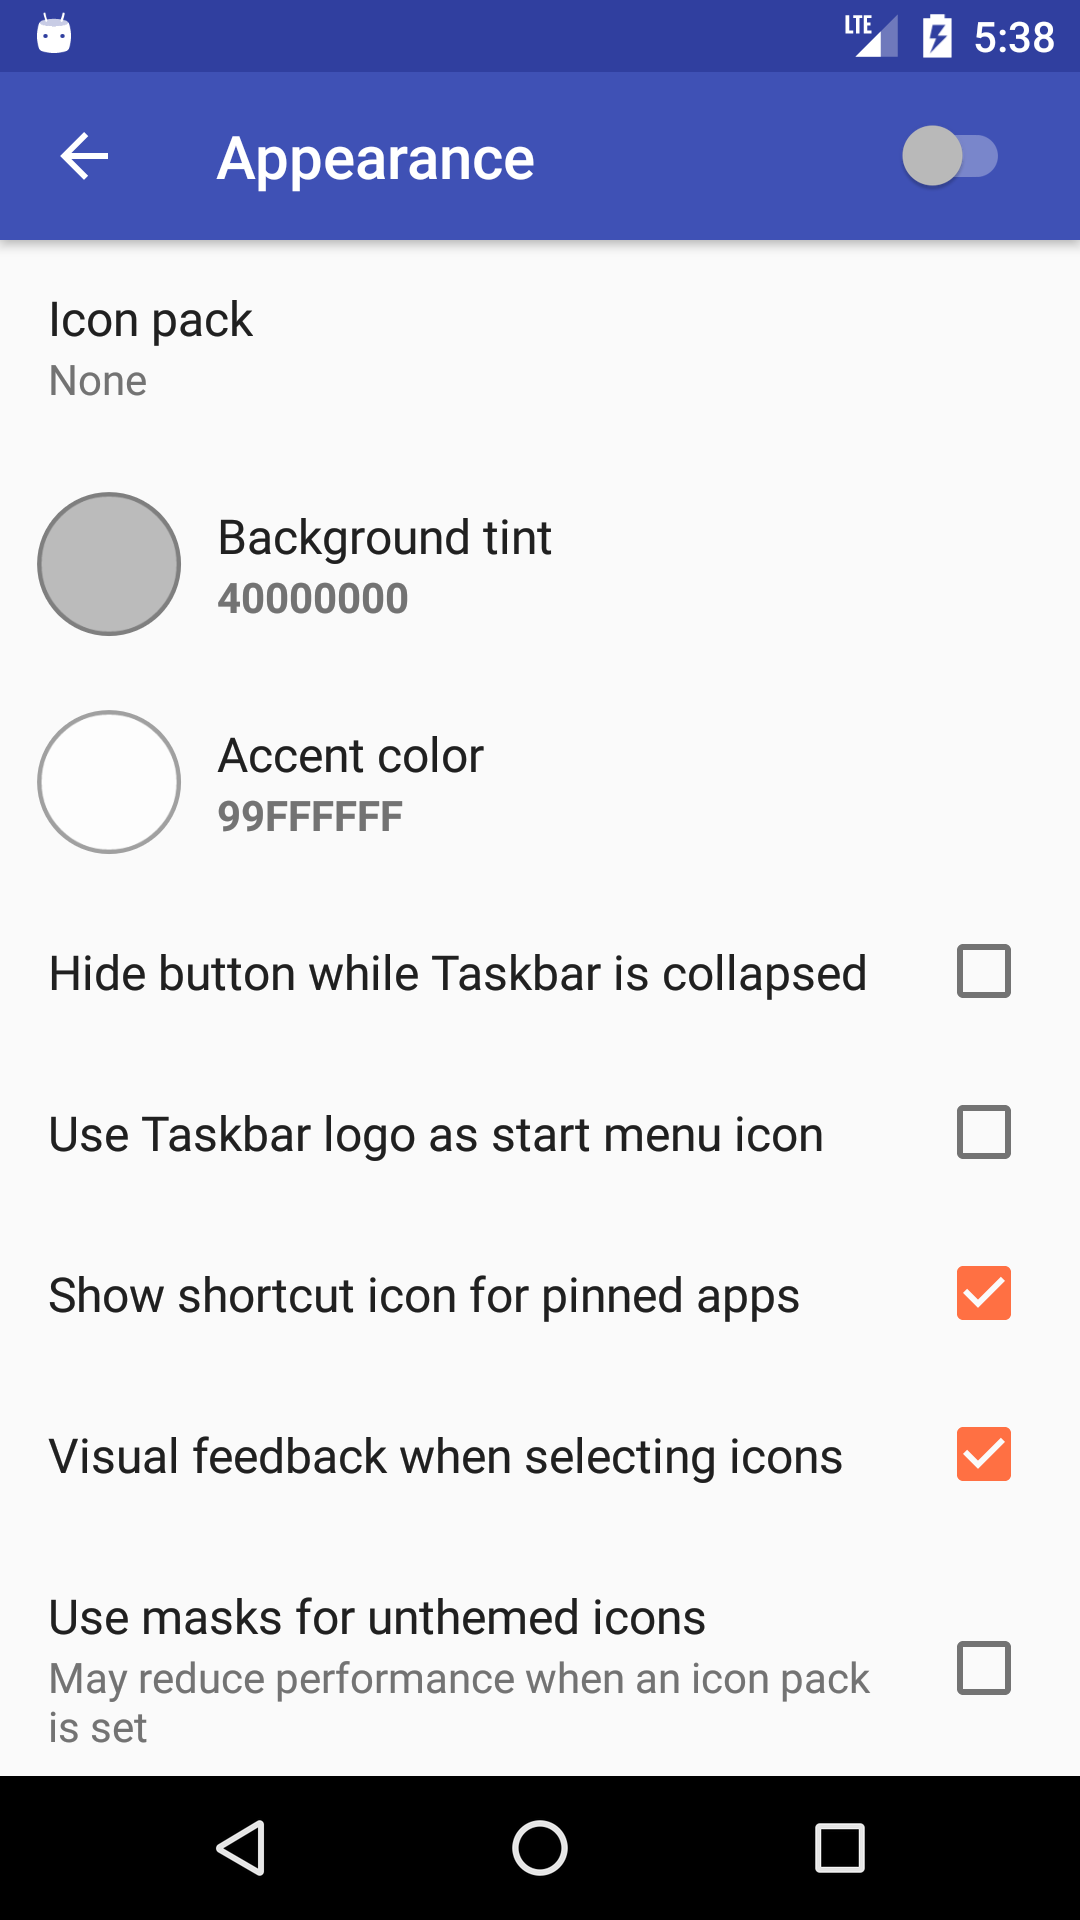 LTE 5:38
Appearance
Icon pack
None
Background tint
40000000
Accent color
99FFFFFF
Hide button while Taskbar is collapsed
Use Taskbar logo as start menu icon
Show shortcut icon for pinned apps
Visual feedback when selecting icons
Use masks for unthemed icons
May reduce performance when an icon pack
is set